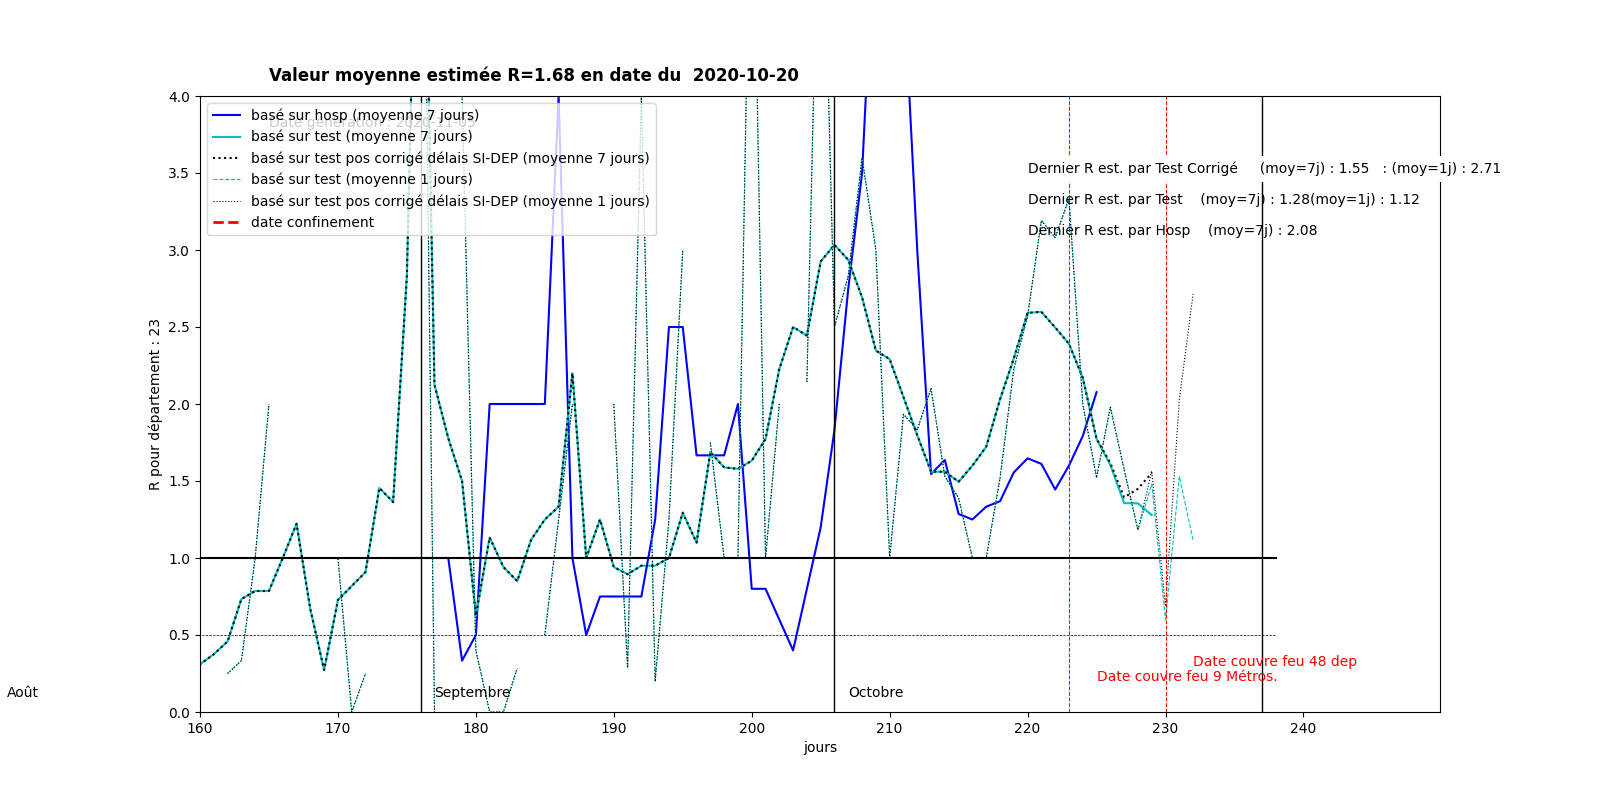 Valeur moyenne estimée R=1.68 en date du  2020-10-20
Date génération : 2020-11-05
basé sur hosp (moyenne 7 jours)
basé sur test (moyenne 7 jours)
basé sur test pos corrigé délais SI-DEP (moyenne 7 jours)
basé sur test (moyenne 1 jours)
basé sur test pos corrigé délais SI-DEP (moyenne 1 jours)
date confinement
Dernier R est. par Test Corrigé     (moy=7j) : 1.55   : (moy=1j) : 2.71
Dernier R est. par Test    (moy=7j) : 1.28(moy=1j) : 1.12
Dernier R est. par Hosp    (moy=7j) : 2.08
4.0
3.5
3.0
2.5
2.0
1.5
1.0
0.5
0.0
R pour département : 23
Date couvre feu 48 dep
Date couvre feu 9 Métros.
Août
Septembre
Octobre
160 170 180 190 200 210 220 230 240
jours